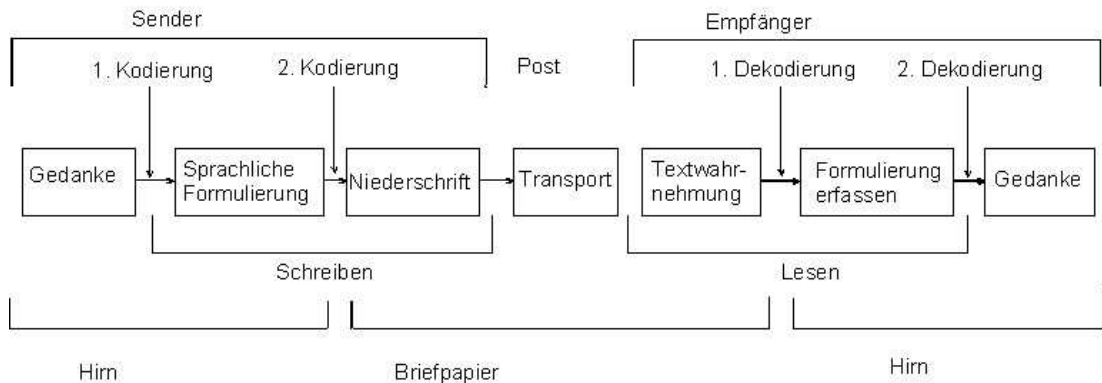 Sender
Empfänger
1. Kodierung
2. Kodierung
Post
1. Dekodierung
2. Dekodierung
Gedanke
Sprachliche
Formulierung
Niederschrift
Transport
Textwahr-
nehmung
Formulierung
erfassen
Gedanke
Schreiben
Lesen
Hirn
Briefpapier
Hirn